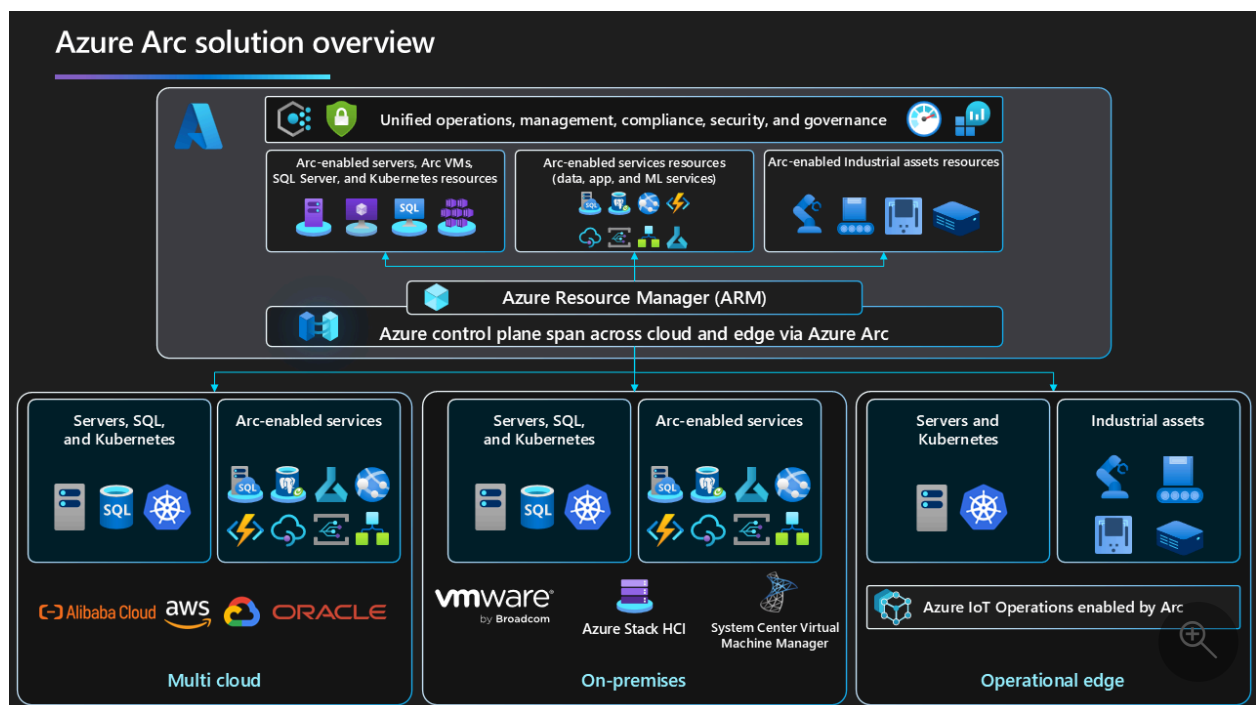 Azure Arc solution overview
Unified operations, management, compliance, security, and governance
Arc-enabled servers, Arc VMs,
SQL Server, and Kubernetes resources
SQL
Arc-enabled services resources
(data, app, and ML services)
SQL
Arc-enabled Industrial assets resources
Azure Resource Manager (ARM)
Azure control plane span across cloud and edge via Azure Arc
Servers, SQL,
and Kubernetes
SQL
Arc-enabled services
SQL
Alibaba Cloud
aws
ORACLE
Multi cloud
Servers, SQL,
and Kubernetes
SQL
Arc-enabled services
SQL
vmware®
by Broadcom
Azure Stack HCI
System Center Virtual
Machine Manager
On-premises
Servers and
Kubernetes
Industrial assets
Azure IoT Operations enabled by Arc
Operational edge